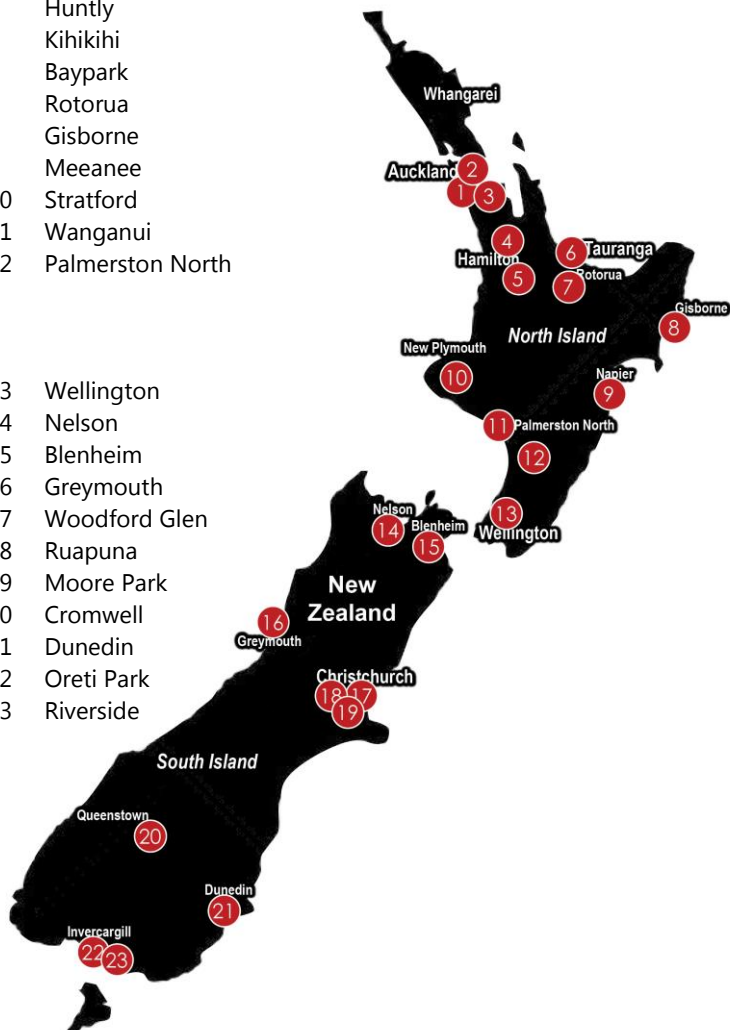 Huntly
Kihikihi
Baypark
Rotorua
Gisborne
Meeanee
0 Stratford
1 Wanganui
2 Palmerston North
3 Wellington
4 Nelson
5 Blenheim
6 Greymouth
7 Woodford Glen
8 Ruapuna
9 Moore Park
0 Cromwell
1 Dunedin
2 Oreti Park
3 Riverside
Whangarei
Auckland
2
1
3
4
Hamilton
5
6
Tauranga
Rotorua
7
Gisborne
8
North Island
New Plymouth
10
Napier
9
11
Palmerston North
12
13
Wellington
Nelson
14
Blenheim
15
New
Zealand
16
Greymouth
Christchurch
18
17
19
South Island
Queenstown
20
Dunedin
21
Invercargill
22
23